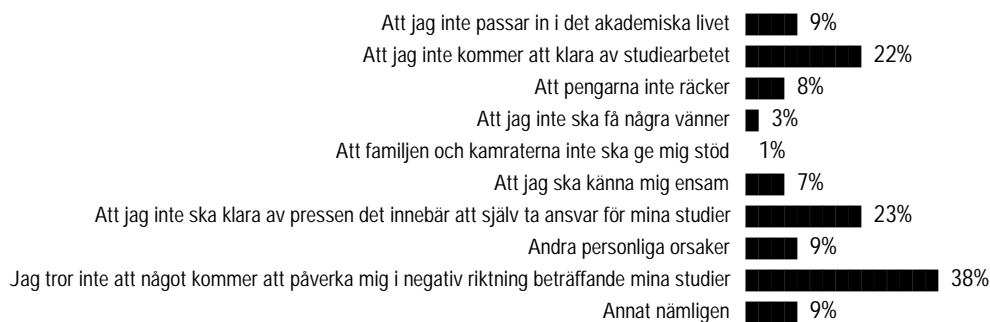 Att jag inte passar in i det akademiska livet 9%
Att jag inte kommer att klara av studiearbetet 22%
Att pengarna inte räcker 8%
Att jag inte ska få några vänner 3%
Att familjen och kamraterna inte ska ge mig stöd 1%
Att jag ska känna mig ensam 7%
Att jag inte ska klara av pressen det innebär att själv ta ansvar för mina studier 23%
Andra personliga orsaker 9%
Jag tror inte att något kommer att påverka mig i negativ riktning beträffande mina studier 38%
Annat nämligen 9%